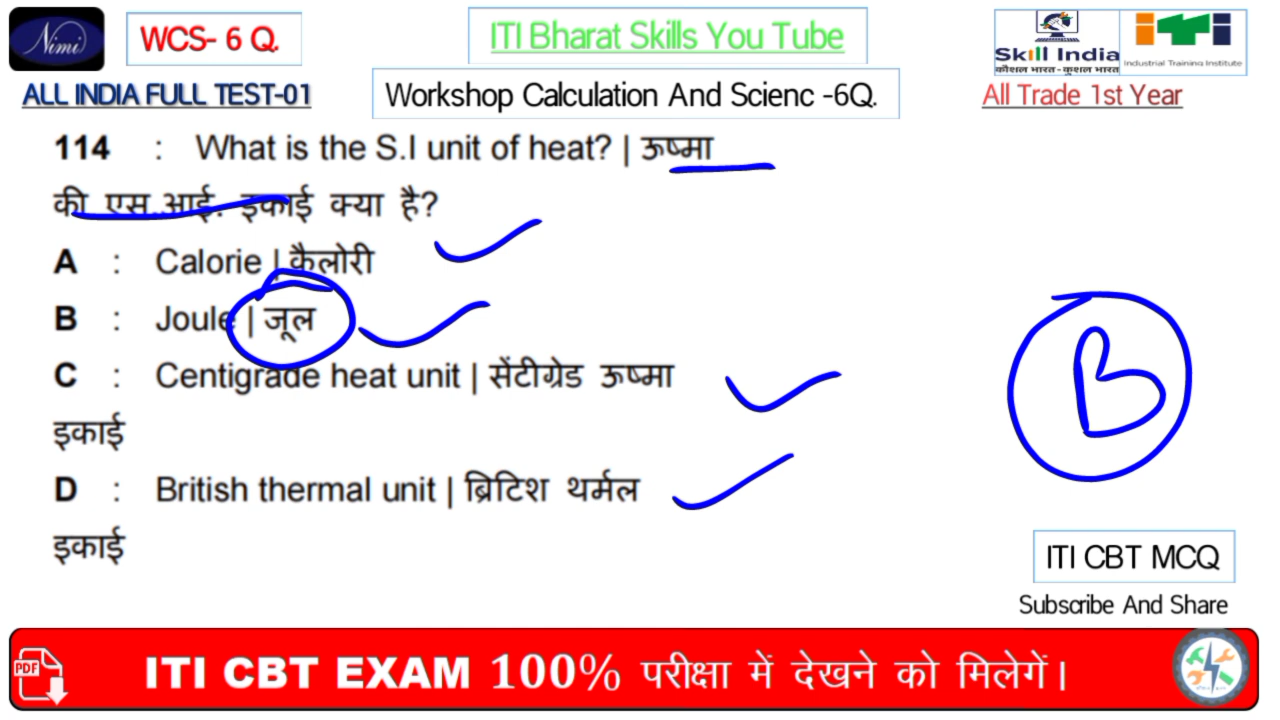 Nimi
WCS- 6 Q.
ITI Bharat Skills You Tube
Skill India
कौशल भारत - कुशल भारत
iTi
Industrial Training Institute
ALL INDIA FULL TEST-01
Workshop Calculation And Scienc -6Q.
All Trade 1st Year
114 : What is the S.I unit of heat? | ऊष्मा
की एस.आई. इकाई क्या है?
A : Calorie | कैलोरी
B : Joule | जूल
C : Centigrade heat unit | सेंटीग्रेड ऊष्मा
इकाई
D : British thermal unit | ब्रिटिश थर्मल
इकाई
B
ITI CBT MCQ
Subscribe And Share
PDF
ITI CBT EXAM 100% परीक्षा में देखने को मिलेगें।